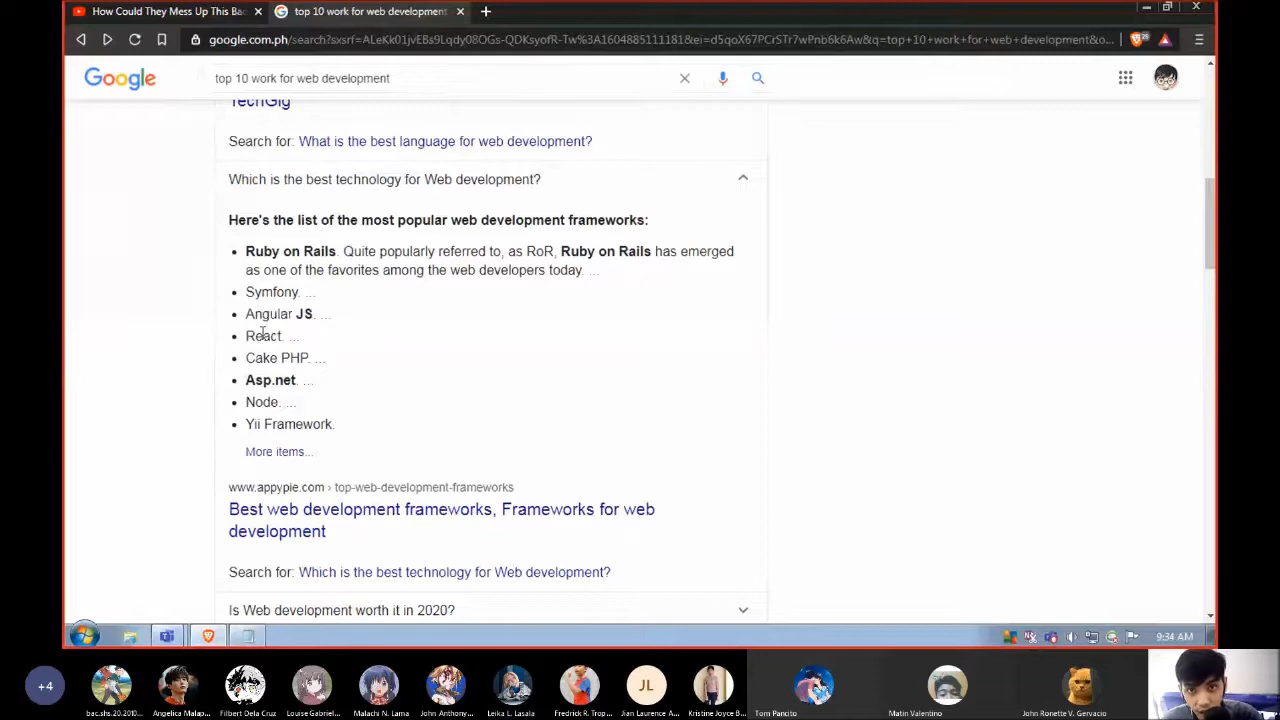 How Could They Mess Up This Ba
top 10 work for web development
google.com.ph/search?sxsrf=ALeKk01jvEBs9Lqdy08OGs-QDKsyofR-Tw%3A1604885111181&ei=d5qoX67PCrSTr7wPnb6k6Aw&q=top+10+work+for+web+development&o...
Google
top 10 work for web development
TechGig
Search for: What is the best language for web development?
Which is the best technology for Web development?
Here's the list of the most popular web development frameworks:
• Ruby on Rails. Quite popularly referred to, as RoR, Ruby on Rails has emerged
as one of the favorites among the web developers today. ...
• Symfony. ...
• Angular JS. ...
• React. ...
• Cake PHP. ...
• Asp.net. ...
• Node. ...
• Yii Framework.
More items...
www.appypie.com › top-web-development-frameworks
Best web development frameworks, Frameworks for web
development
Search for: Which is the best technology for Web development?
Is Web development worth it in 2020?
9:34 AM
+4
JL
bac.shs.20.2010...
Angelica Malap...
Filbert Dela Cruz
Louise Gabriel...
Malachi N. Lama
John Anthony...
Leika L. Lasala
Fredrick R. Trop...
Jian Laurence A...
Kristine Joyce B...
Tom Pancito
Matin Valentino
John Ronette V. Gervacio